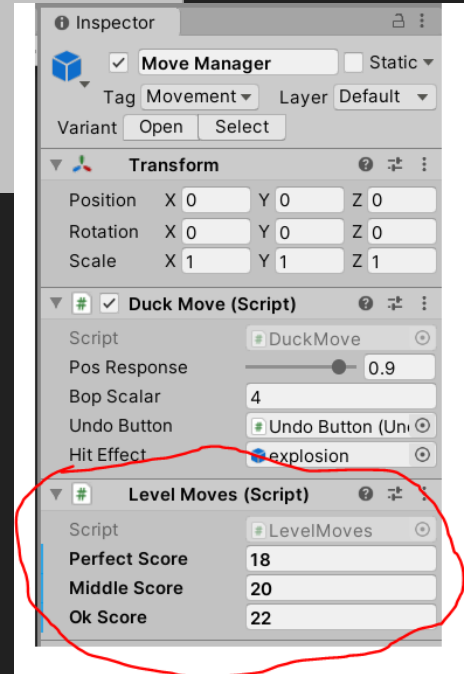 Inspector
Move Manager Static
Tag Movement Layer Default
Variant Open Select
Transform
Position X 0 Y 0 Z 0
Rotation X 0 Y 0 Z 0
Scale X 1 Y 1 Z 1
# Duck Move (Script)
Script # DuckMove
Pos Response 0.9
Bop Scalar 4
Undo Button # Undo Button (Un
Hit Effect explosion
# Level Moves (Script)
Script # LevelMoves
Perfect Score 18
Middle Score 20
Ok Score 22